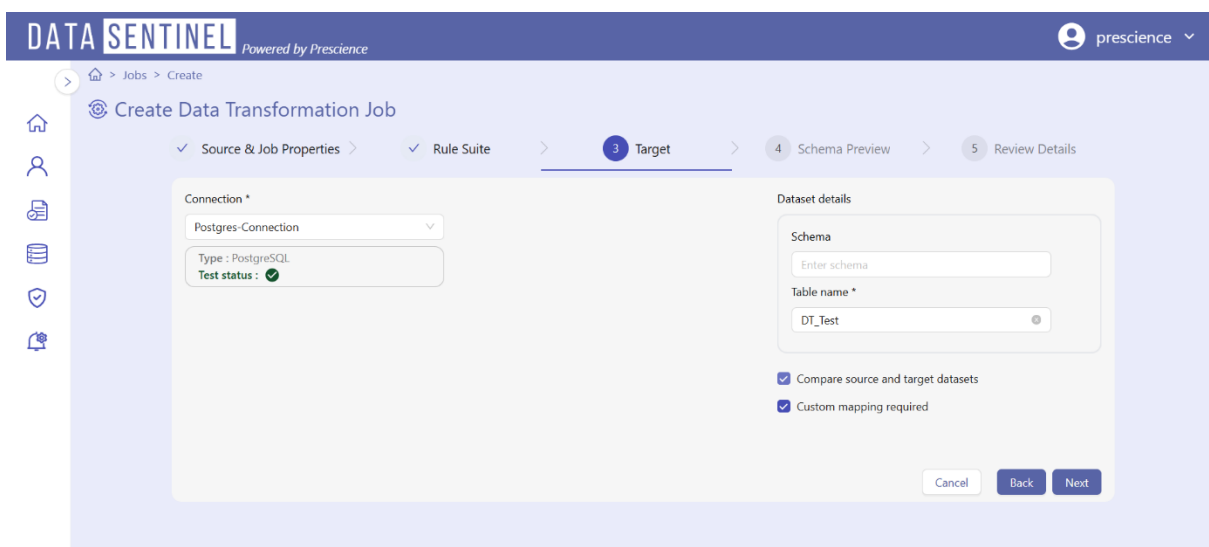 DATA SENTINEL Powered by Prescience
prescience
> Jobs > Create
Create Data Transformation Job
Source & Job Properties
Rule Suite
3 Target
4 Schema Preview
5 Review Details
Connection *
Postgres-Connection
Type : PostgreSQL
Test status :
Dataset details
Schema
Enter schema
Table name *
DT_Test
Compare source and target datasets
Custom mapping required
Cancel
Back
Next